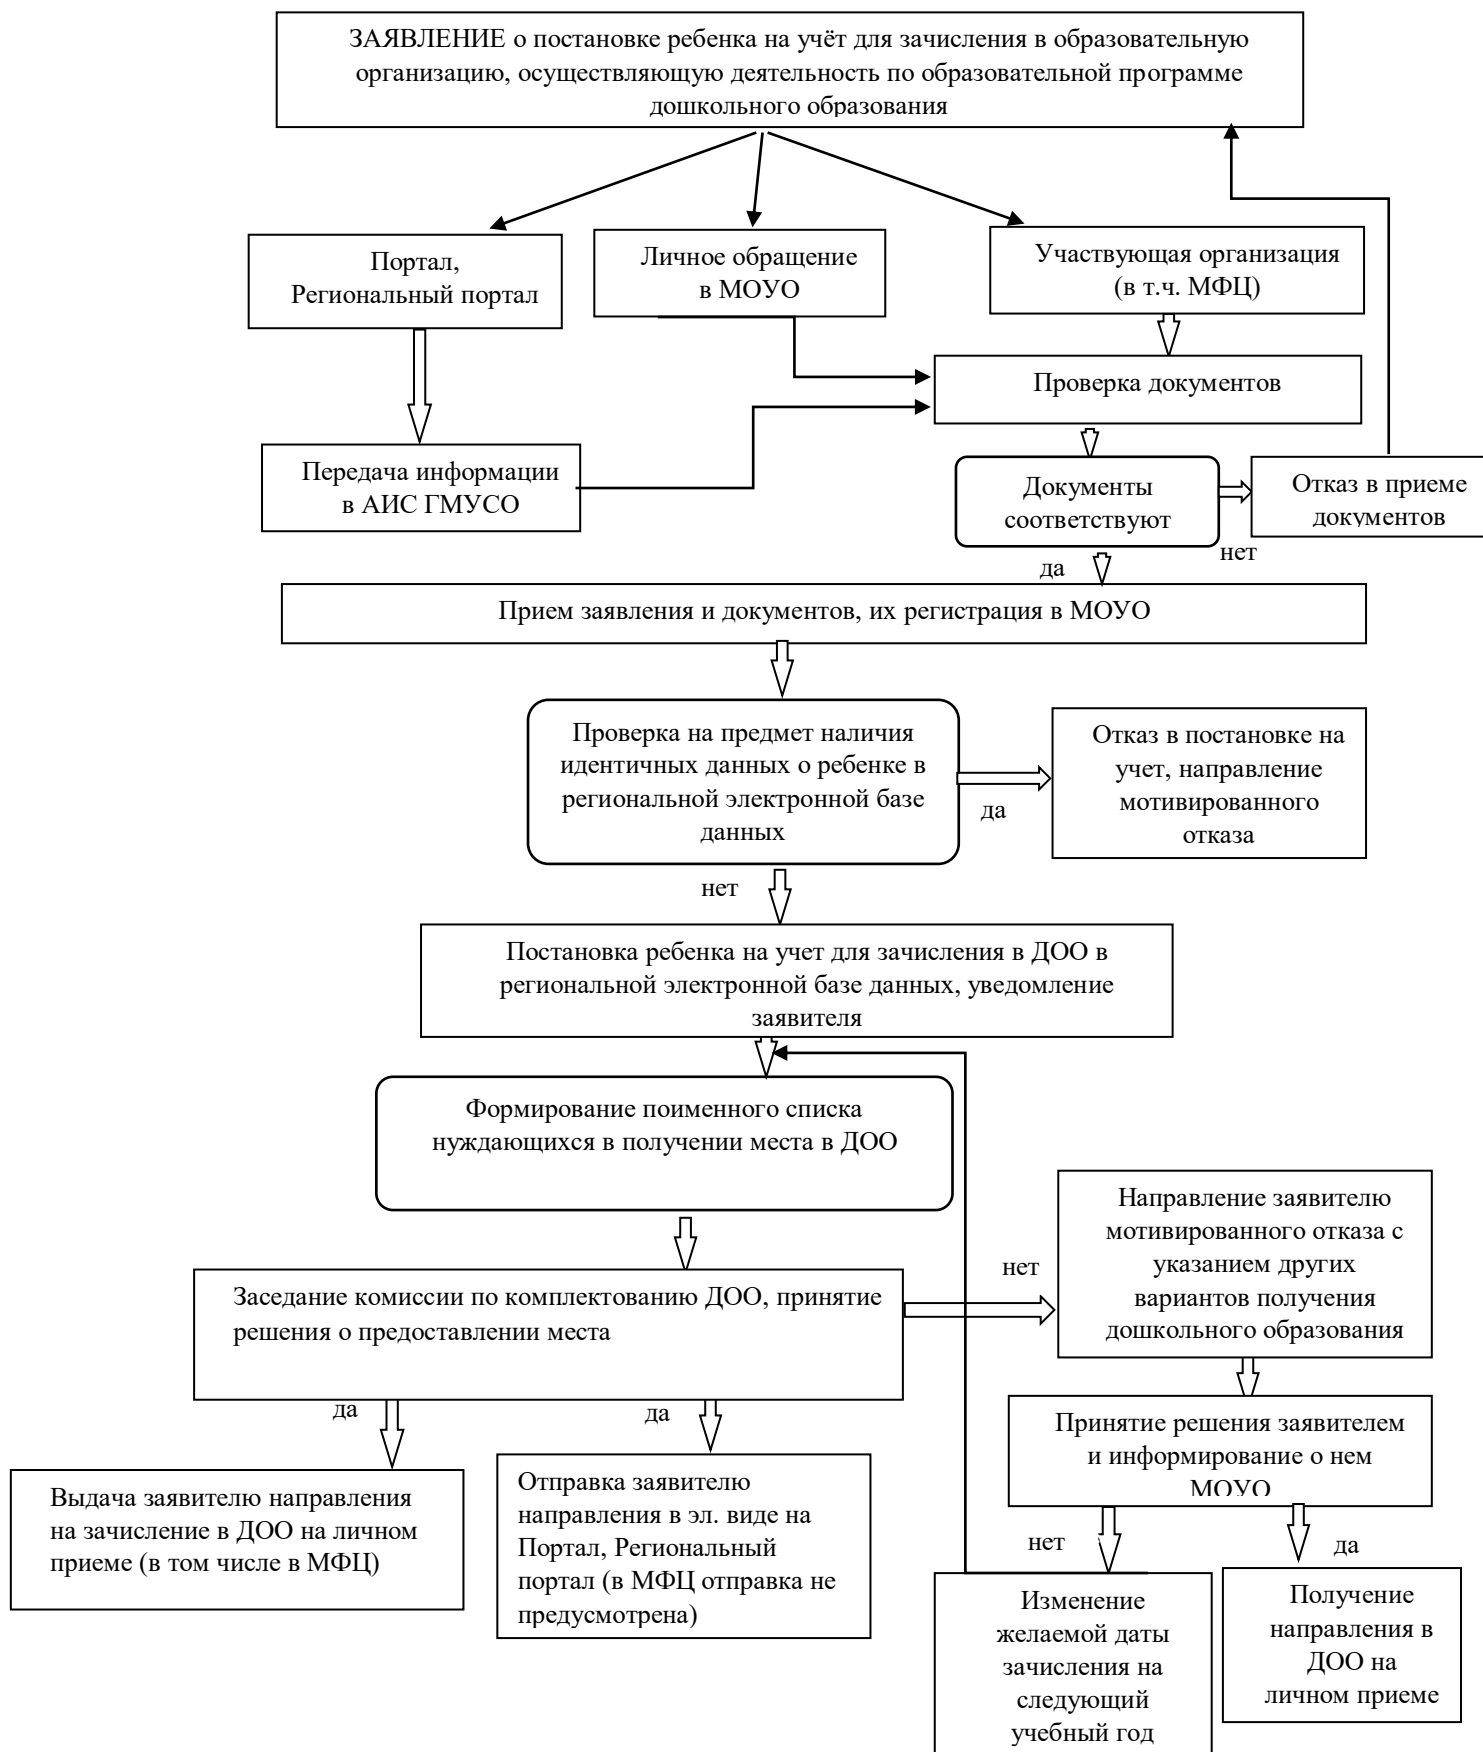 ЗАЯВЛЕНИЕ о постановке ребенка на учёт для зачисления в образовательную
организацию, осуществляющую деятельность по образовательной программе
дошкольного образования
Портал,
Региональный портал
Личное обращение
в МОУО
Участвующая организация
(в т.ч. МФЦ)
Проверка документов
Передача информации
в АИС ГМУСО
Документы
соответствуют
Отказ в приеме
документов
нет
да
Прием заявления и документов, их регистрация в МОУО
Проверка на предмет наличия
идентичных данных о ребенке в
региональной электронной базе
данных
Отказ в постановке на
учет, направление
мотивированного
отказа
да
нет
Постановка ребенка на учет для зачисления в ДОО в
региональной электронной базе данных, уведомление
заявителя
Формирование поименного списка
нуждающихся в получении места в ДОО
Направление заявителю
мотивированного отказа с
указанием других
вариантов получения
дошкольного образования
нет
Заседание комиссии по комплектованию ДОО, принятие
решения о предоставлении места
да
да
Принятие решения заявителем
и информирование о нем
МОУО
Выдача заявителю направления
на зачисление в ДОО на личном
приеме (в том числе в МФЦ)
Отправка заявителю
направления в эл. виде на
Портал, Региональный
портал (в МФЦ отправка не
предусмотрена)
нет
да
Изменение
желаемой даты
зачисления на
следующий
учебный год
Получение
направления в
ДОО на
личном приеме